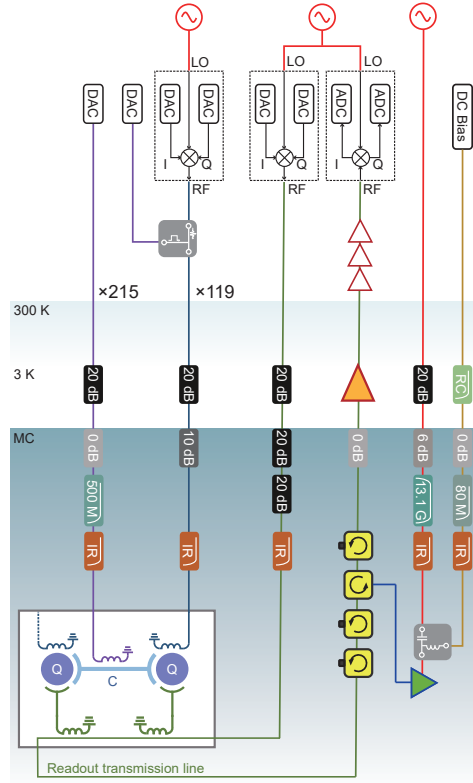 LO
LO
LO
DAC
DAC
DAC
DAC
DAC
DAC
ADC
ADC
DC Bias
I
Q
I
Q
I
Q
RF
RF
RF
×215
×119
300 K
3 K
20 dB
20 dB
20 dB
20 dB
RC
MC
0 dB
10 dB
20 dB
0 dB
6 dB
0 dB
500 M
20 dB
13.1 G
80 M
IR
IR
IR
IR
IR
Q
C
Q
Readout transmission line